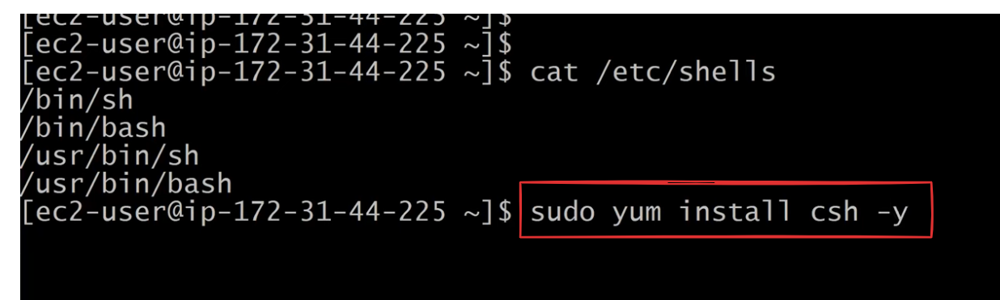 [ec2-user@ip-172-31-44-225 ~]$
[ec2-user@ip-172-31-44-225 ~]$
[ec2-user@ip-172-31-44-225 ~]$ cat /etc/shells
/bin/sh
/bin/bash
/usr/bin/sh
/usr/bin/bash
[ec2-user@ip-172-31-44-225 ~]$ sudo yum install csh -y